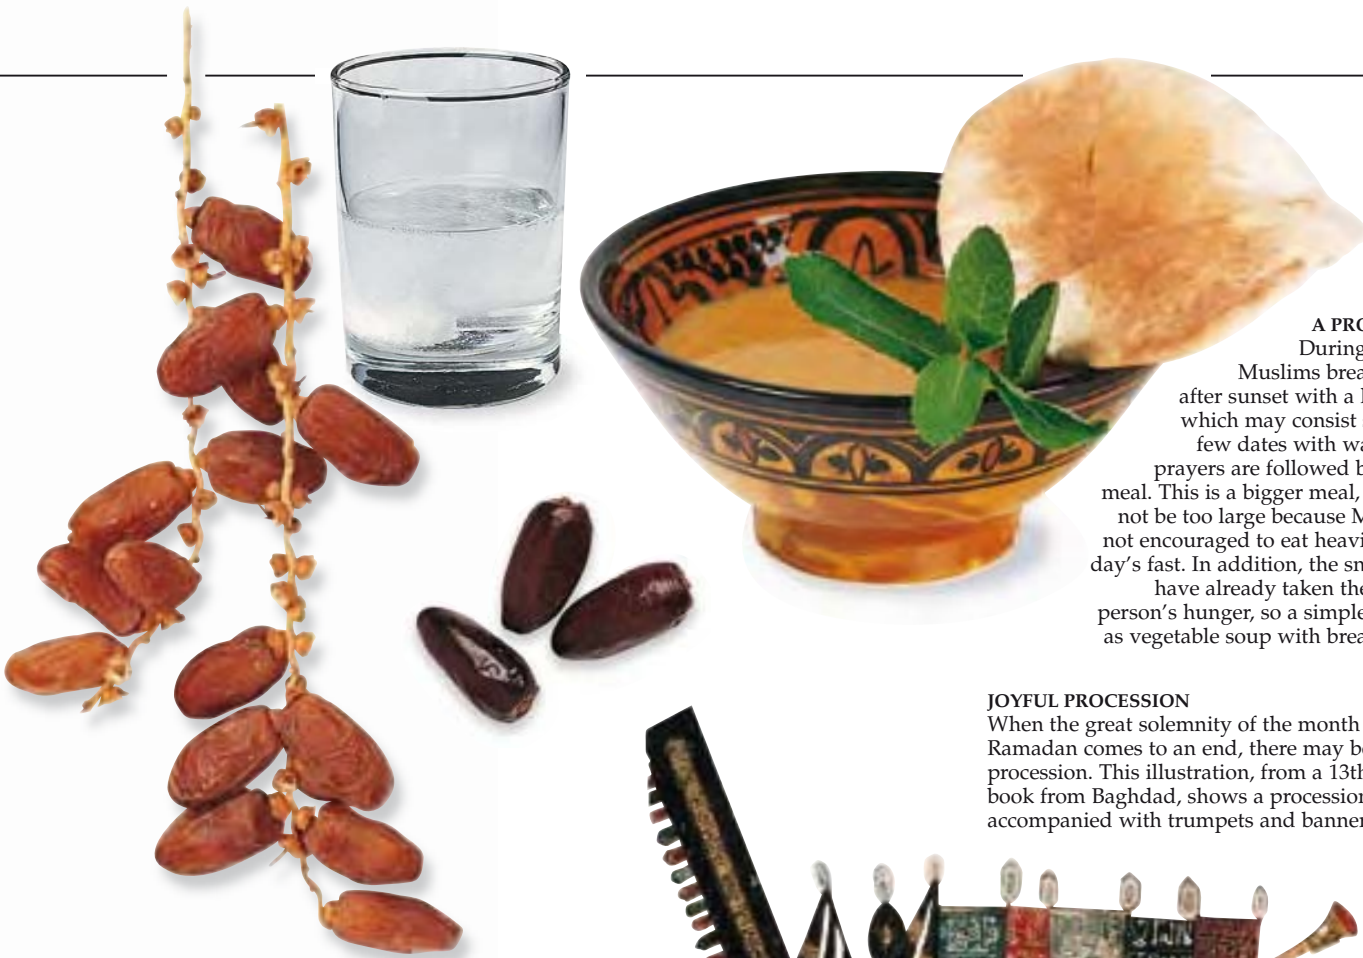 A PRO
During
Muslims brea
after sunset with a l
which may consist
few dates with wa
prayers are followed b
meal. This is a bigger meal,
not be too large because M
not encouraged to eat heavi
day’s fast. In addition, the sn
have already taken the
person’s hunger, so a simple
as vegetable soup with brea
JOYFUL PROCESSION
When the great solemnity of the month
Ramadan comes to an end, there may be
procession. This illustration, from a 13th
book from Baghdad, shows a procession
accompanied with trumpets and banner